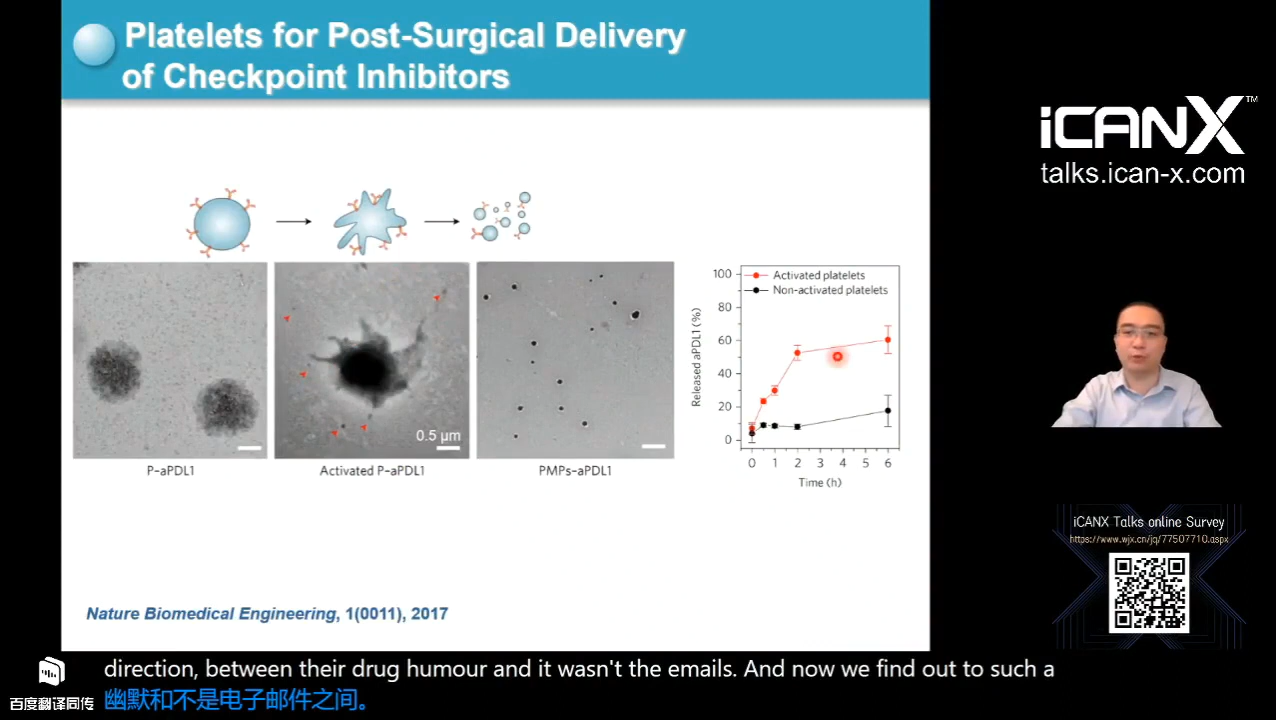 Platelets for Post-Surgical Delivery
of Checkpoint Inhibitors
iCANX™
talks.ican-x.com
0.5 μm
P-aPDL1
Activated P-aPDL1
PMPs-aPDL1
Released aPDL1 (%)
100
80
60
40
20
0
Activated platelets
Non-activated platelets
0 1 2 3 4 5 6
Time (h)
iCANX Talks online Survey
https://www.wjx.cn/jq/77507710.aspx
Nature Biomedical Engineering, 1(0011), 2017
百度翻译同传
direction, between their drug humour and it wasn't the emails. And now we find out to such a
幽默和不是电子邮件之间。